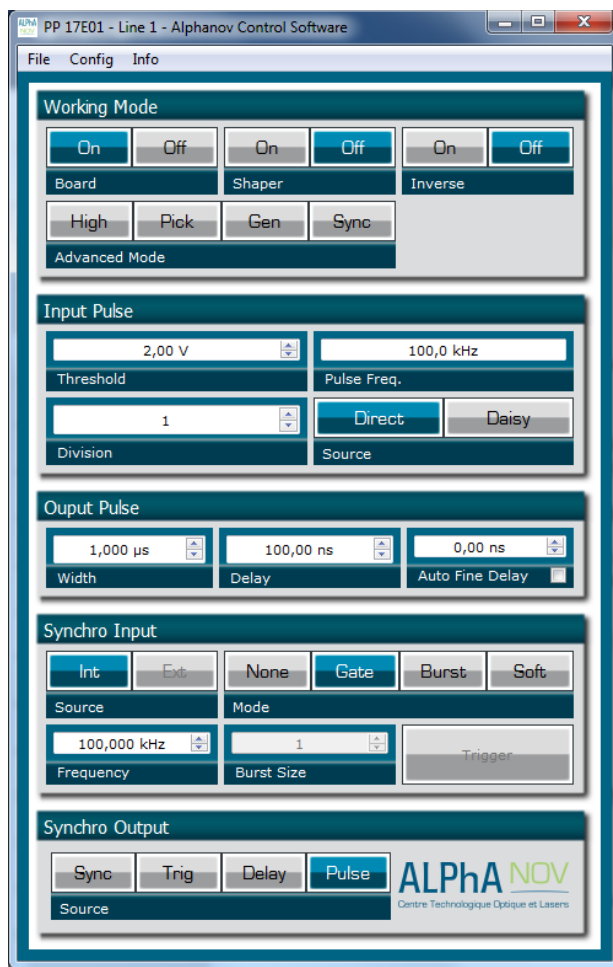 PP 17E01 - Line 1 - Alphanov Control Software
File Config Info
Working Mode
On Off On Off On Off
Board Shaper Inverse
High Pick Gen Sync
Advanced Mode
Input Pulse
2,00 V 100,0 kHz
Threshold Pulse Freq.
1 Direct Daisy
Division Source
Ouput Pulse
1,000 µs 100,00 ns 0,00 ns
Width Delay Auto Fine Delay
Synchro Input
Int Ext None Gate Burst Soft
Source Mode
100,000 kHz 1 Trigger
Frequency Burst Size
Synchro Output
Sync Trig Delay Pulse ALPhA NOV
Source Centre Technologique Optique et Lasers